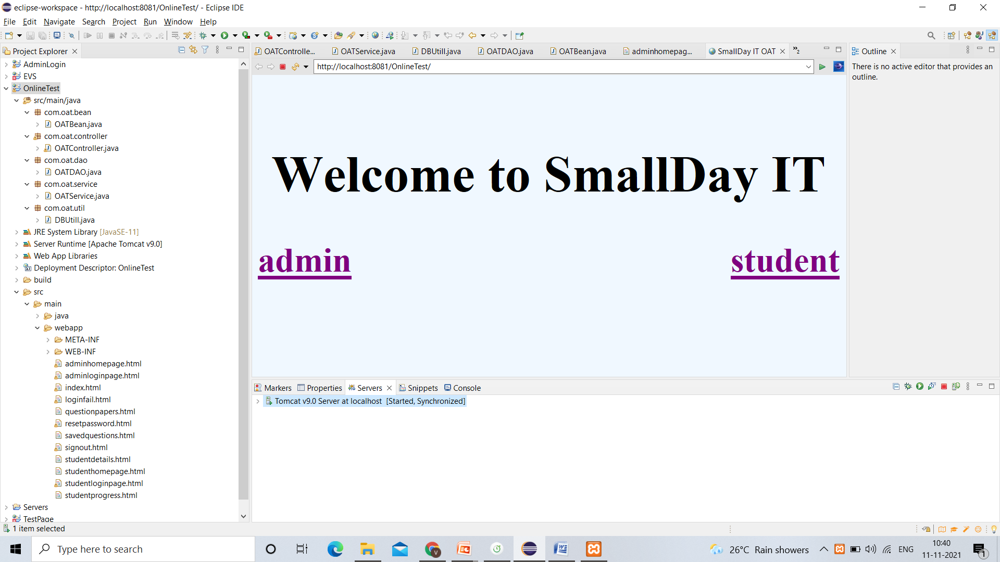 eclipse-workspace - http://localhost:8081/OnlineTest/ - Eclipse IDE
File Edit Navigate Search Project Run Window Help
Project Explorer
AdminLogin
EVS
OnlineTest
src/main/java
com.oat.bean
OATBean.java
com.oat.controller
OATController.java
com.oat.dao
OATDAO.java
com.oat.service
OATService.java
com.oat.util
DBUtill.java
JRE System Library [JavaSE-11]
Server Runtime [Apache Tomcat v9.0]
Web App Libraries
Deployment Descriptor: OnlineTest
build
src
main
java
webapp
META-INF
WEB-INF
adminhomepage.html
adminloginpage.html
index.html
loginfail.html
questionpapers.html
resetpassword.html
savedquestions.html
signout.html
studentdetails.html
studenthomepage.html
studentloginpage.html
studentprogress.html
Servers
TestPage
OATControlle... OATService.java DBUtill.java OATDAO.java OATBean.java adminhomepag... SmallDay IT OAT »2
http://localhost:8081/OnlineTest/
Welcome to SmallDay IT
admin student
Outline
There is no active editor that provides an
outline.
Markers Properties Servers Snippets Console
Tomcat v9.0 Server at localhost [Started, Synchronized]
1 item selected
Type here to search
26°C Rain showers
ENG
10:40
11-11-2021
1